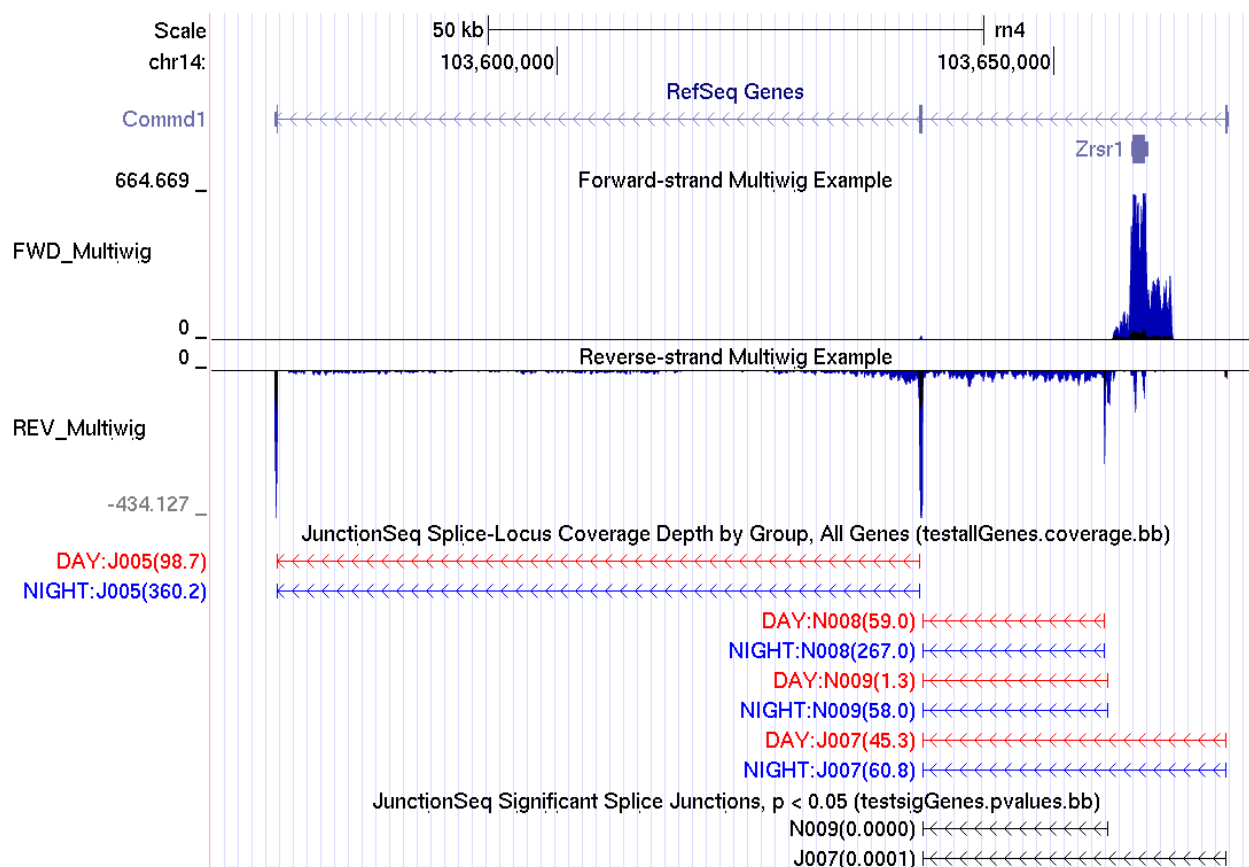 Scale 50 kb rn4
chr14: 103,600,000 103,650,000
RefSeq Genes
Commd1
Zrsr1
664.669 _ Forward-strand Multiwig Example
FWD_Multiwig
0 _
0 _ Reverse-strand Multiwig Example
REV_Multiwig
-434.127 _
JunctionSeq Splice-Locus Coverage Depth by Group, All Genes (testallGenes.coverage.bb)
DAY:J005(98.7)
NIGHT:J005(360.2)
DAY:N008(59.0)
NIGHT:N008(267.0)
DAY:N009(1.3)
NIGHT:N009(58.0)
DAY:J007(45.3)
NIGHT:J007(60.8)
JunctionSeq Significant Splice Junctions, p < 0.05 (testsigGenes.pvalues.bb)
N009(0.0000)
J007(0.0001)